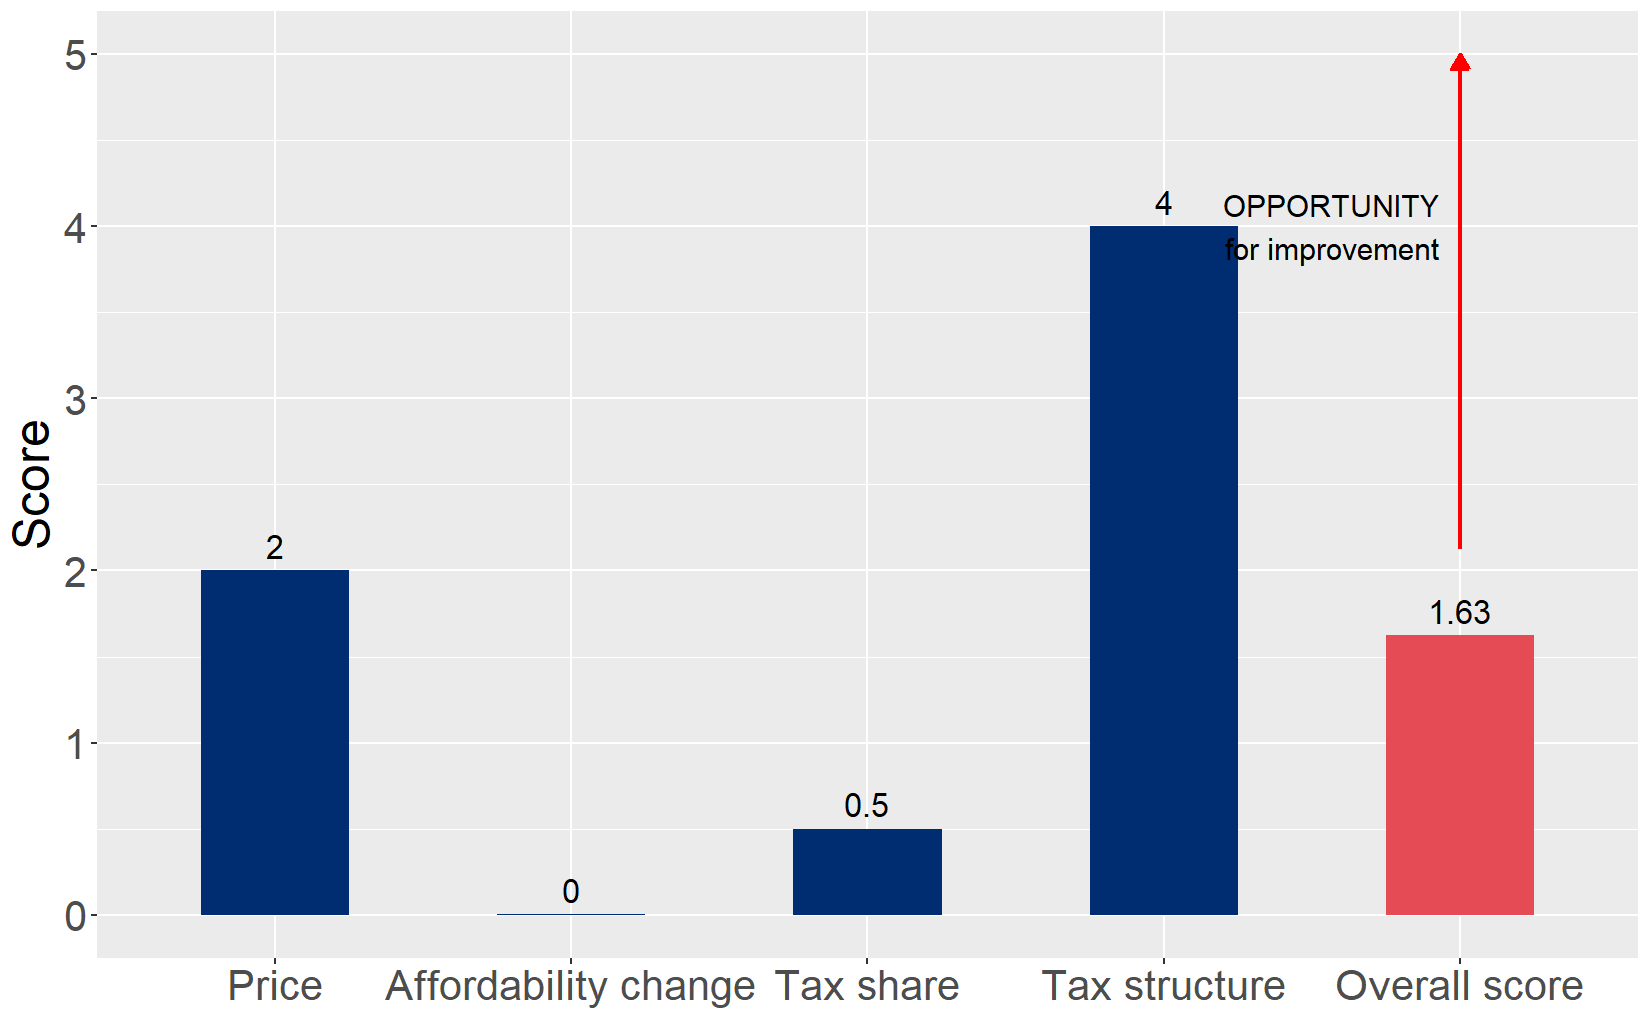 Score
5
4
3
2
1
0
2
0
0.5
4
1.63
OPPORTUNITY
for improvement
Price
Affordability change
Tax share
Tax structure
Overall score